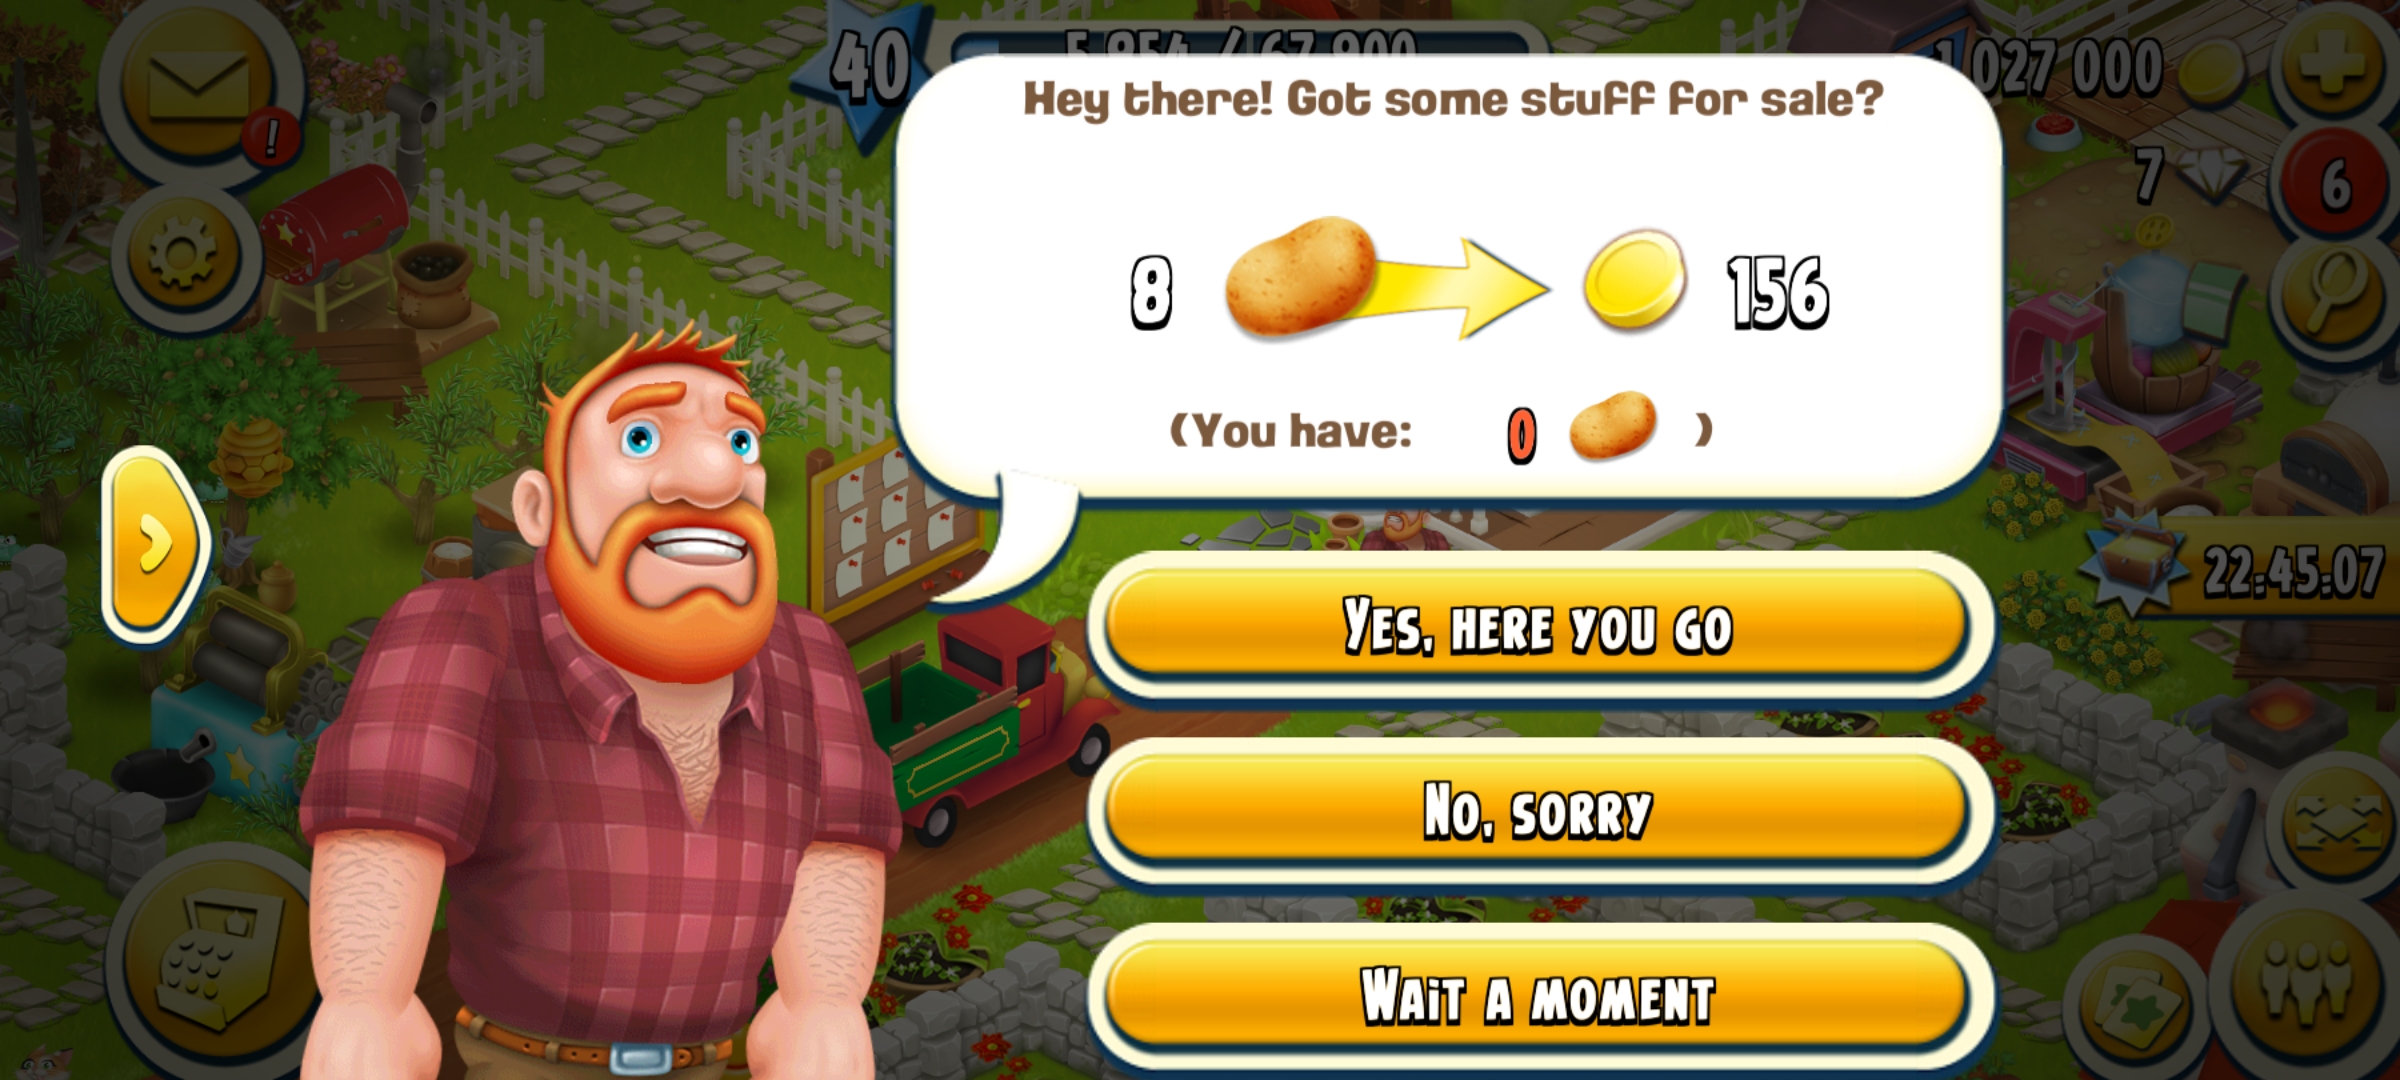 40
Hey there! Got some stuff for sale?
1 027 000
7
6
8
156
(You have: 0 )
22:45:07
Yes, here you go
No, sorry
Wait a moment
!